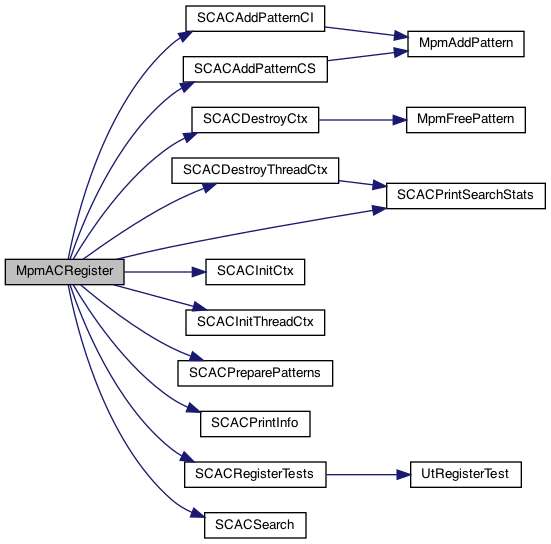 SCACAddPatternCI
MpmAddPattern
SCACAddPatternCS
SCACDestroyCtx
MpmFreePattern
SCACDestroyThreadCtx
SCACPrintSearchStats
MpmACRegister
SCACInitCtx
SCACInitThreadCtx
SCACPreparePatterns
SCACPrintInfo
SCACRegisterTests
UtRegisterTest
SCACSearch